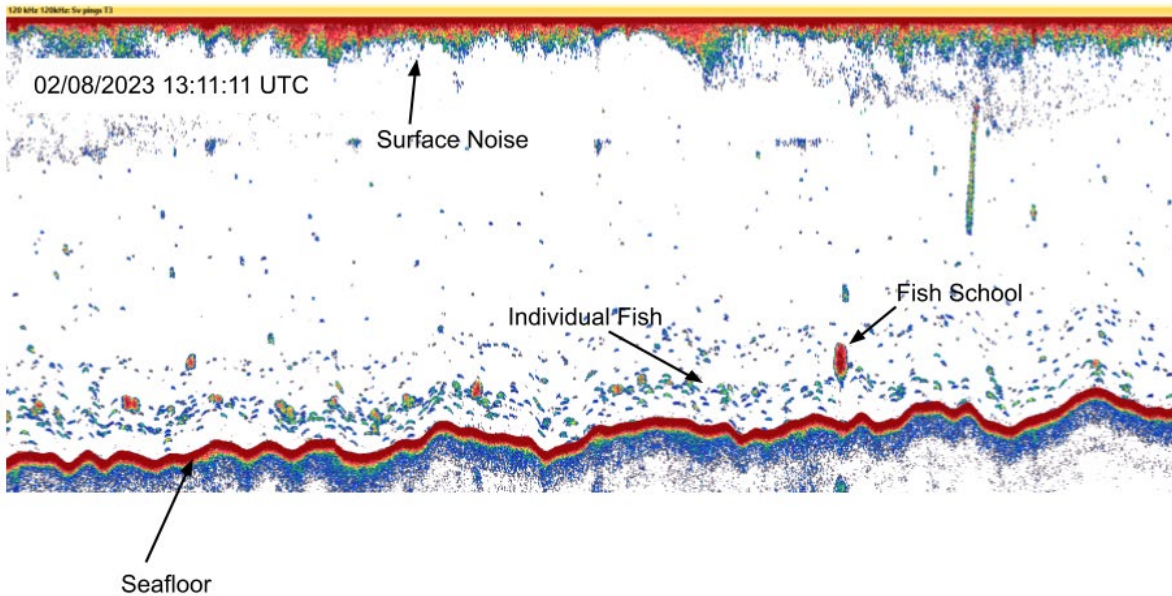 120 kHz 120kHz: Sv pings T3
02/08/2023 13:11:11 UTC
Surface Noise
Fish School
Individual Fish
Seafloor